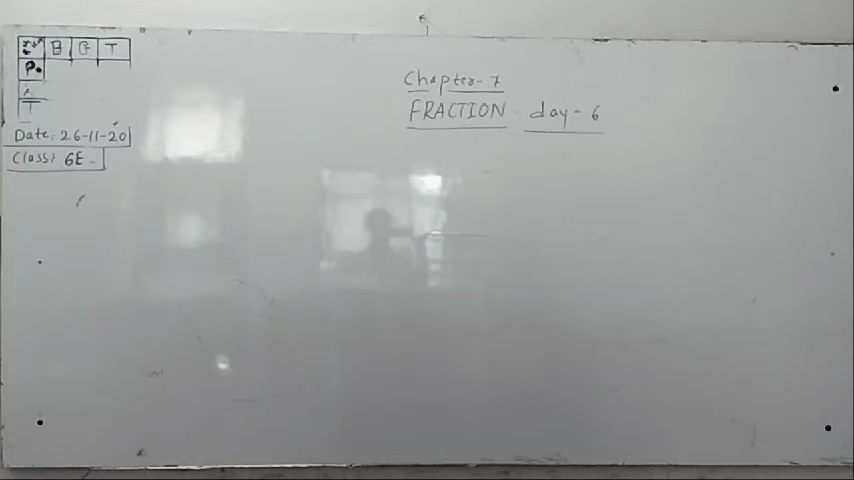 B G T
P.
A
T
Date: 26-11-20
Class: 6E
Chapter-7
FRACTION day-6